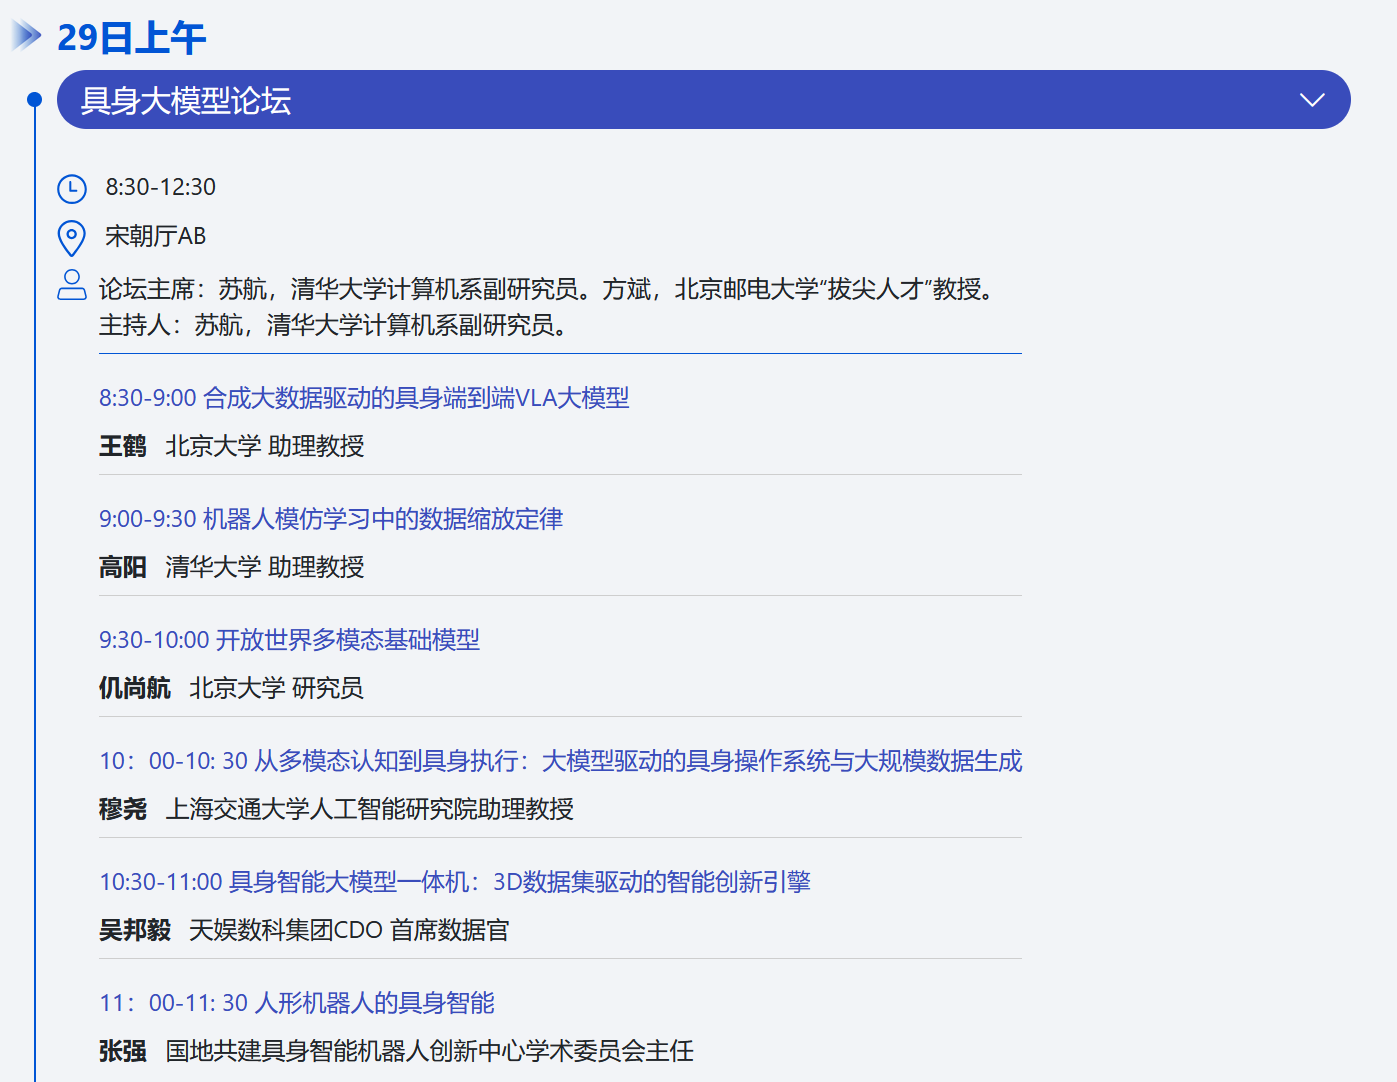 29日上午
具身大模型论坛
8:30-12:30
宋朝厅AB
论坛主席：苏航，清华大学计算机系副研究员。方斌，北京邮电大学“拔尖人才”教授。
主持人：苏航，清华大学计算机系副研究员。
8:30-9:00 合成大数据驱动的具身端到端VLA大模型
王鹤 北京大学 助理教授
9:00-9:30 机器人模仿学习中的数据缩放定律
高阳 清华大学 助理教授
9:30-10:00 开放世界多模态基础模型
仉尚航 北京大学 研究员
10：00-10: 30 从多模态认知到具身执行：大模型驱动的具身操作系统与大规模数据生成
穆尧 上海交通大学人工智能研究院助理教授
10:30-11:00 具身智能大模型一体机：3D数据集驱动的智能创新引擎
吴邦毅 天娱数科集团CDO 首席数据官
11：00-11: 30 人形机器人的具身智能
张强 国地共建具身智能机器人创新中心学术委员会主任